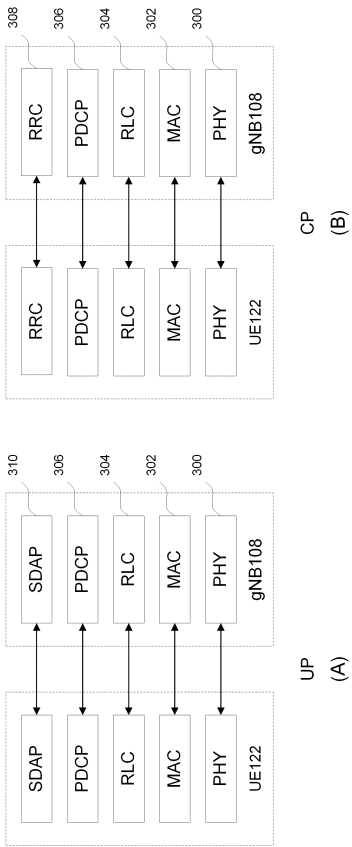 SDAP
SDAP
310
PDCP
PDCP
306
RLC
RLC
304
MAC
MAC
302
PHY
PHY
300
UE122
gNB108
UP
(A)
RRC
RRC
308
PDCP
PDCP
306
RLC
RLC
304
MAC
MAC
302
PHY
PHY
300
UE122
gNB108
CP
(B)